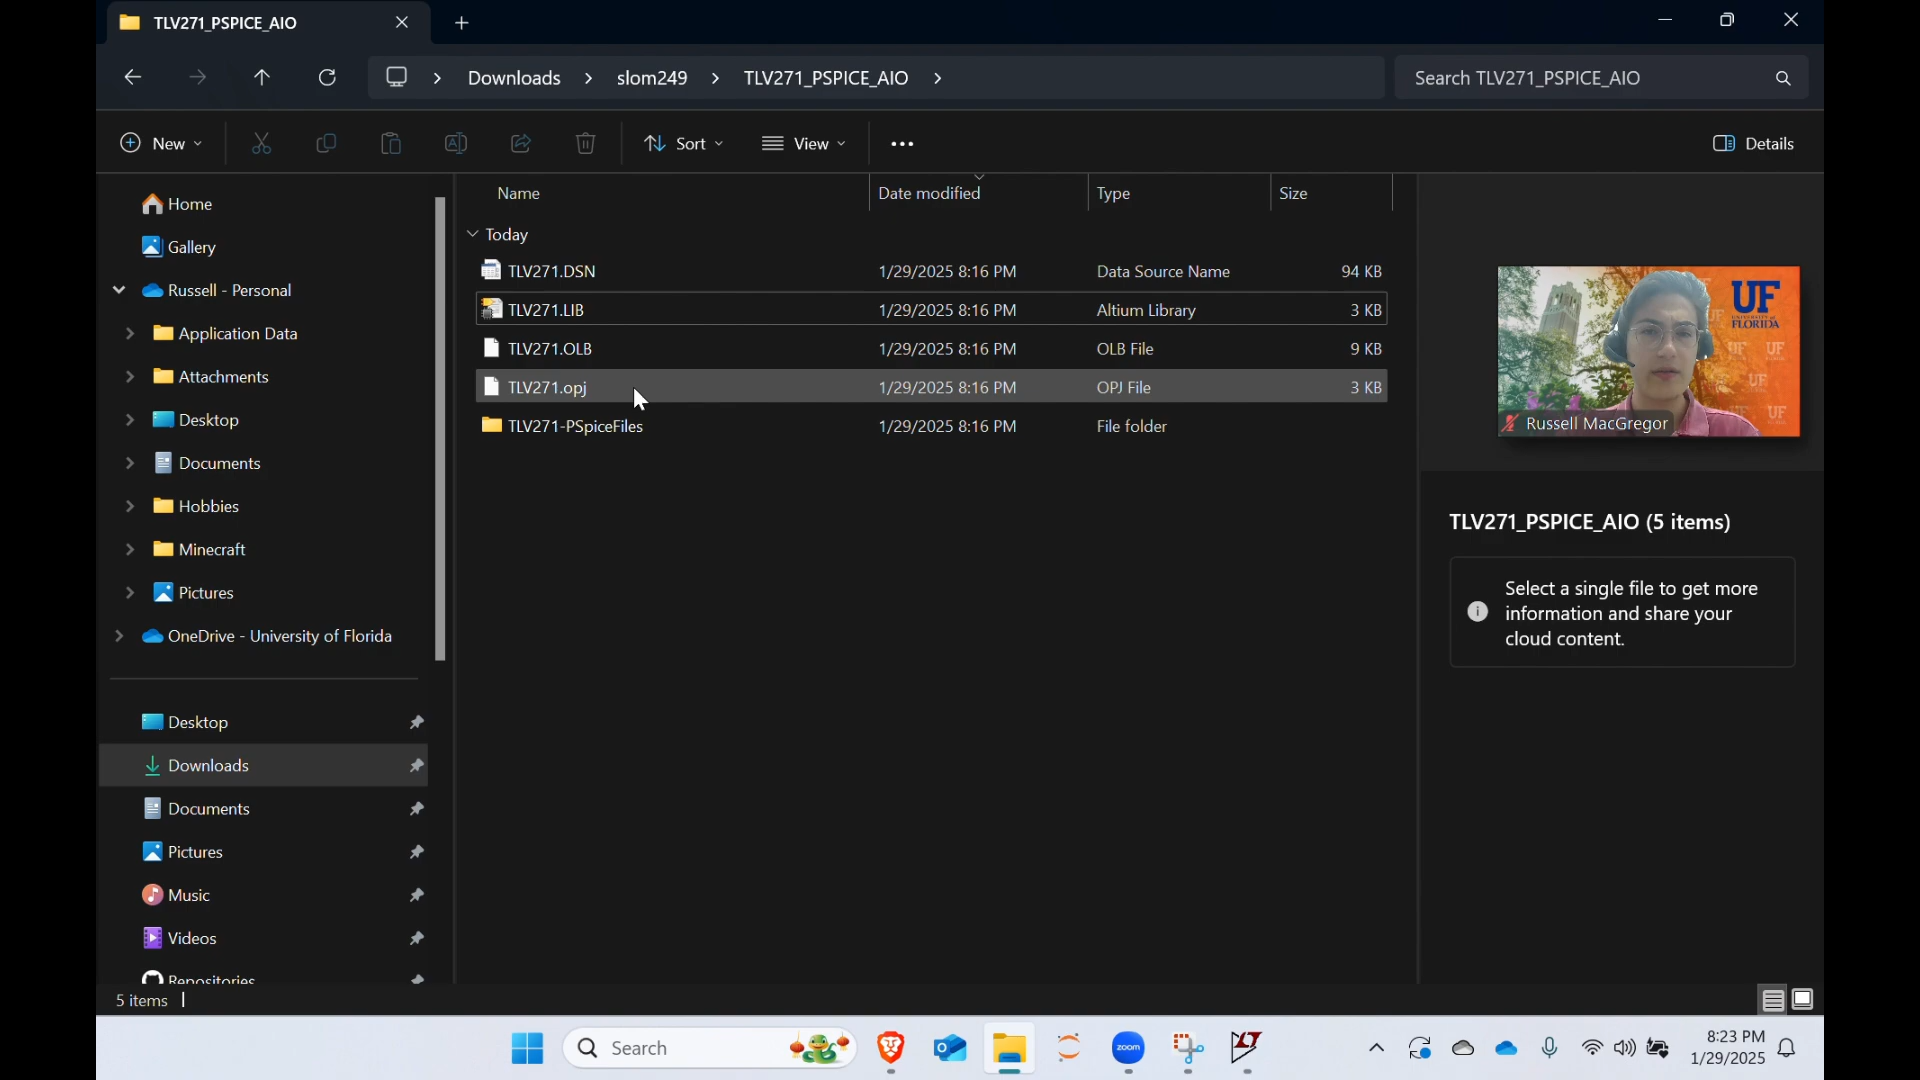 TLV271_PSPICE_AIO
Downloads slom249 TLV271_PSPICE_AIO
Search TLV271_PSPICE_AIO
New
Sort
View
Details
Home
Gallery
Russell - Personal
Application Data
Attachments
Desktop
Documents
Hobbies
Minecraft
Pictures
OneDrive - University of Florida
Desktop
Downloads
Documents
Pictures
Music
Videos
Repositories
Name Date modified Type Size
Today
TLV271.DSN 1/29/2025 8:16 PM Data Source Name 94 KB
TLV271.LIB 1/29/2025 8:16 PM Altium Library 3 KB
TLV271.OLB 1/29/2025 8:16 PM OLB File 9 KB
TLV271.opj 1/29/2025 8:16 PM OPJ File 3 KB
TLV271-PSpiceFiles 1/29/2025 8:16 PM File folder
UF
UNIVERSITY of
FLORIDA
Russell MacGregor
TLV271_PSPICE_AIO (5 items)
Select a single file to get more
information and share your
cloud content.
5 items
Search
zoom
8:23 PM
1/29/2025